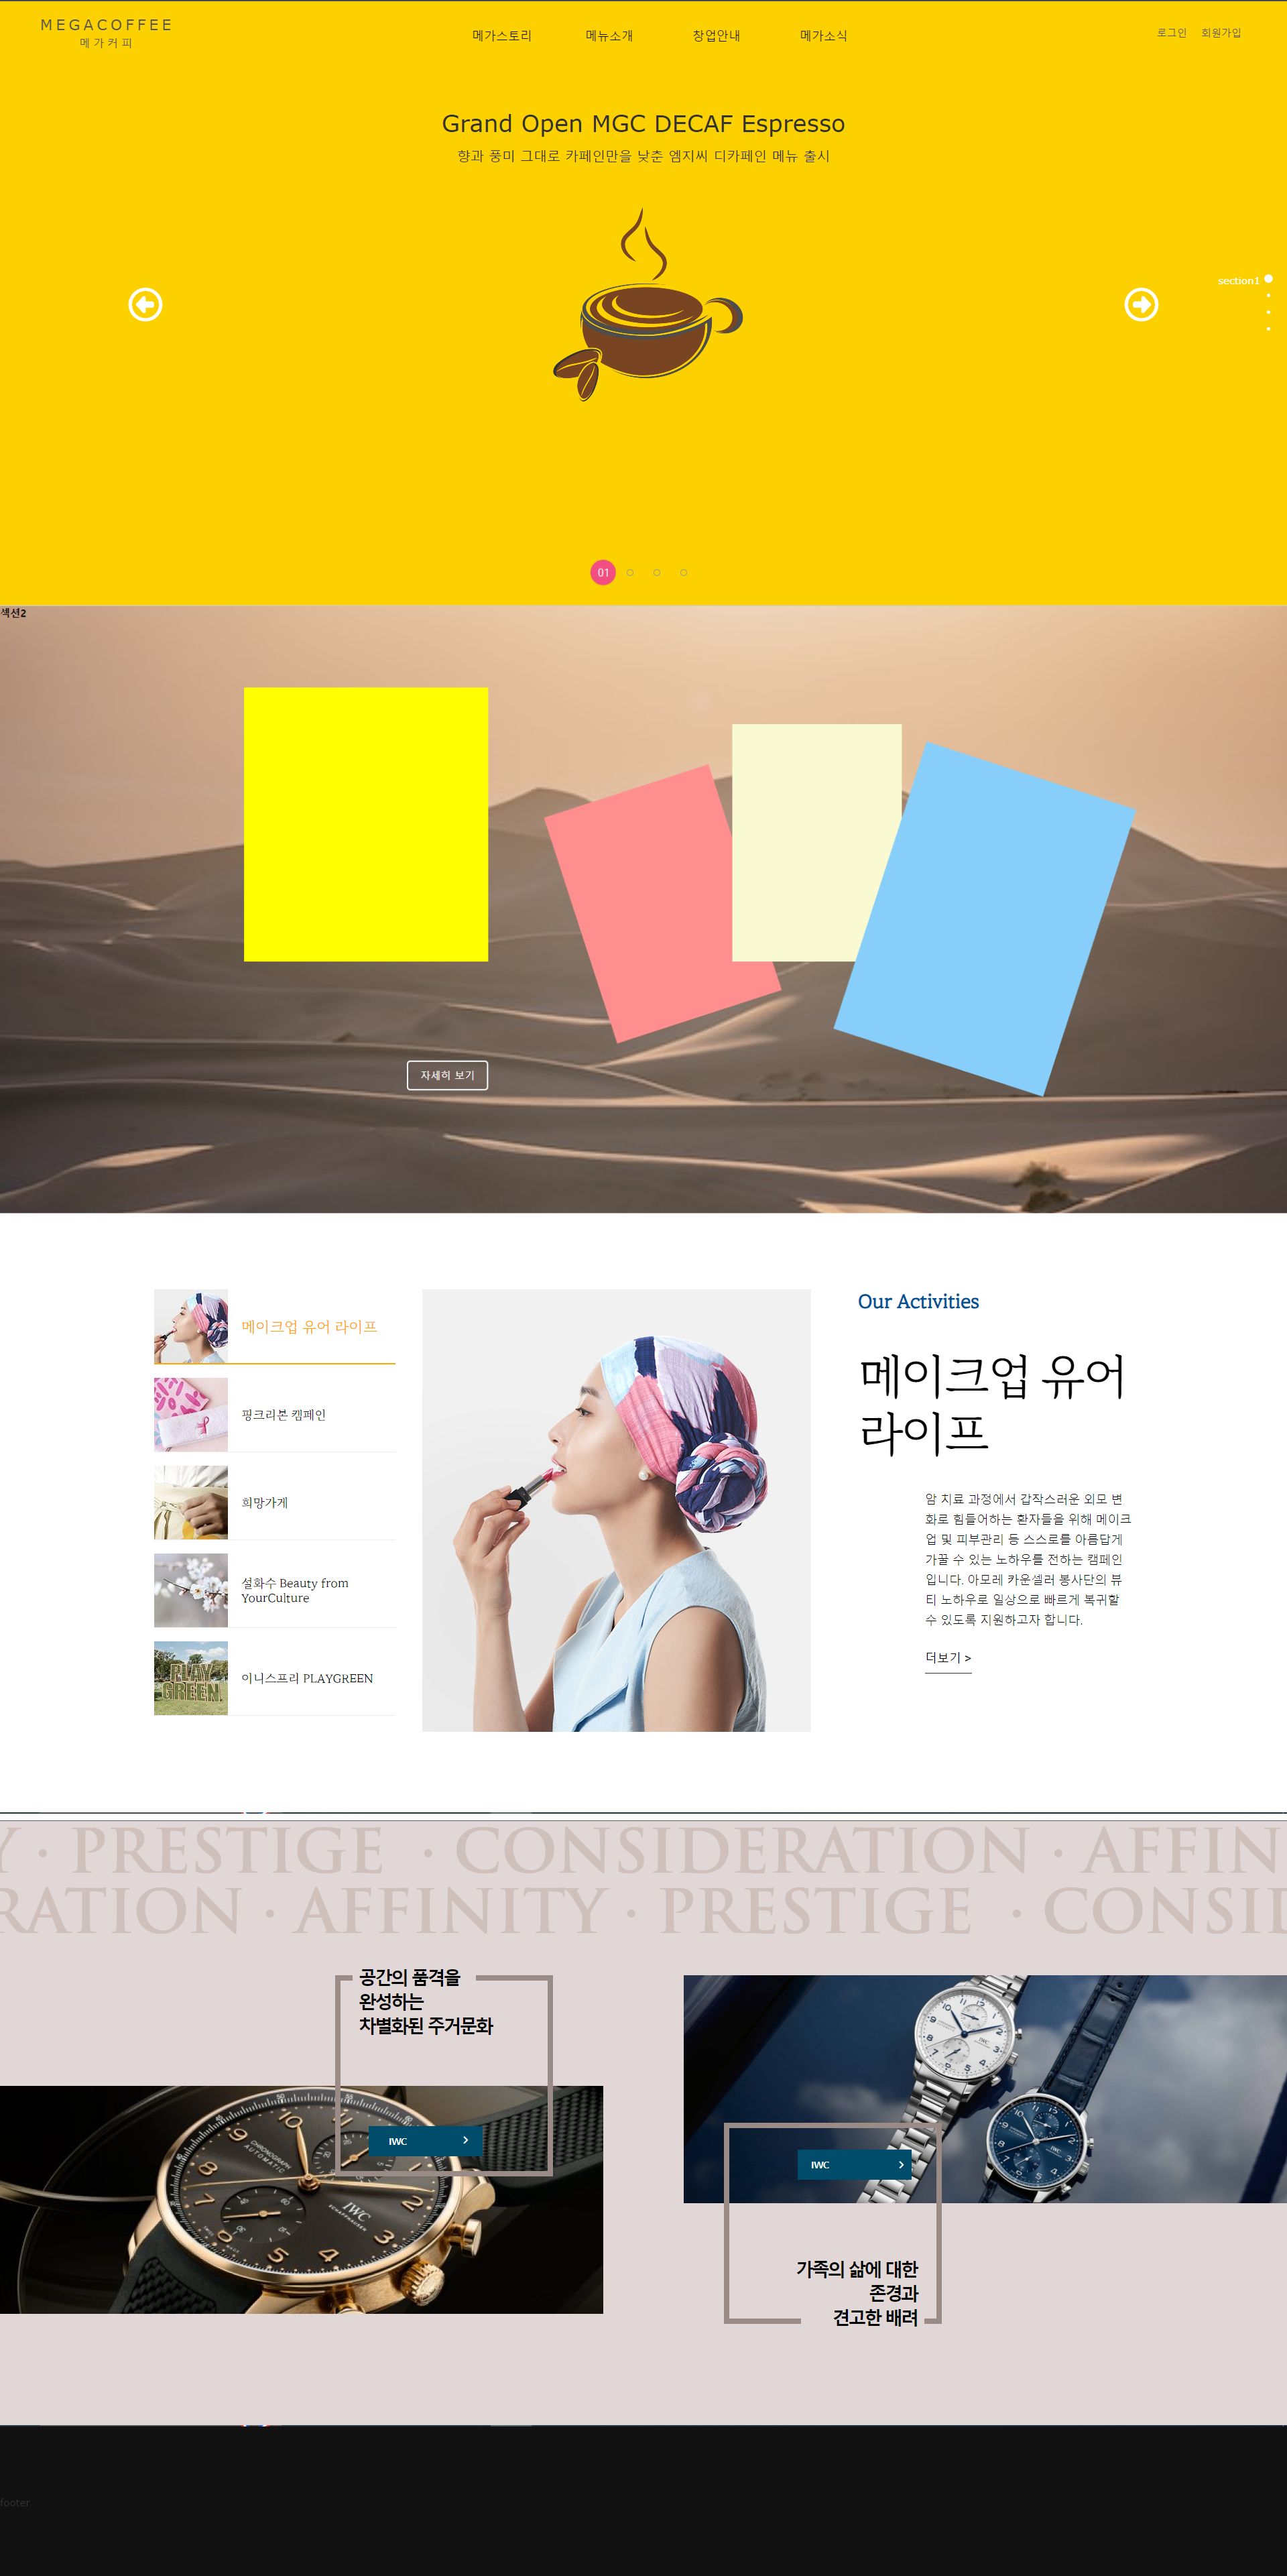 MEGACOFFEE
메가커피
메가스토리 메뉴소개 창업안내 메가소식
로그인 회원가입
Grand Open MGC DECAF Espresso
향과 풍미 그대로 카페인만을 낮춘 엠지씨 디카페인 메뉴 출시
section1
01
섹션2
자세히 보기
메이크업 유어 라이프
핑크리본 캠페인
희망가게
설화수 Beauty from
YourCulture
이니스프리 PLAYGREEN
PLAY
GREEN
Our Activities
메이크업 유어
라이프
암 치료 과정에서 갑작스러운 외모 변
화로 힘들어하는 환자들을 위해 메이크
업 및 피부관리 등 스스로를 아름답게
가꿀 수 있는 노하우를 전하는 캠페인
입니다. 아모레 카운셀러 봉사단의 뷰
티 노하우로 일상으로 빠르게 복귀할
수 있도록 지원하고자 합니다.
더보기 >
Y · PRESTIGE · CONSIDERATION · AFFIN
RATION · AFFINITY · PRESTIGE · CONSI
공간의 품격을
완성하는
차별화된 주거문화
IWC
CHRONOGRAPH
AUTOMATIC
IWC
SCHAFFHAUSEN
IWC
가족의 삶에 대한
존경과
견고한 배려
footer